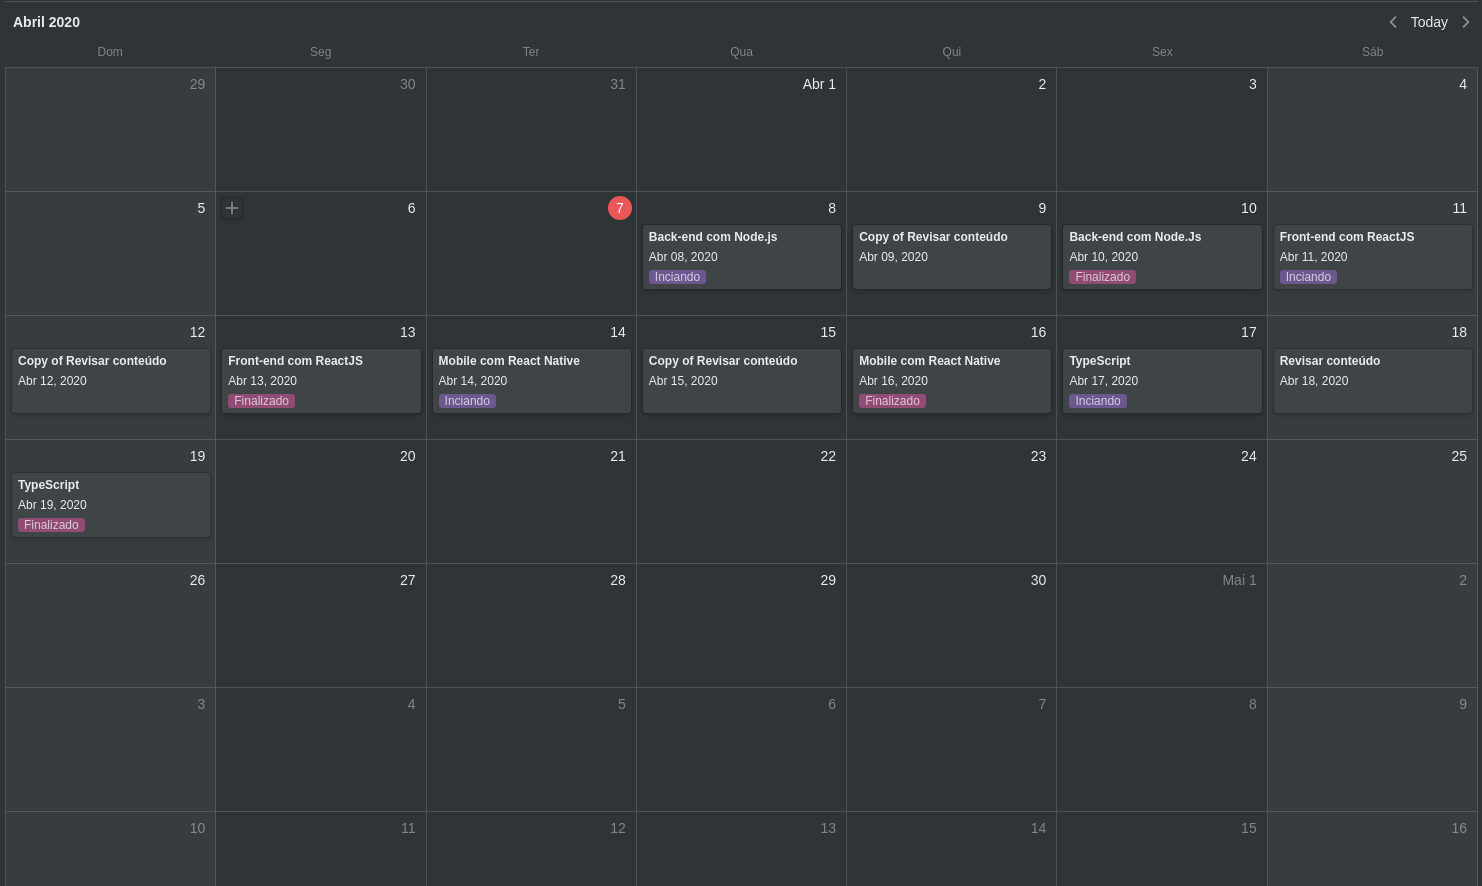 Abril 2020
Today
Dom Seg Ter Qua Qui Sex Sáb
29 30 31 Abr 1 2 3 4
5 6 7 8 9 10 11
Back-end com Node.js Copy of Revisar conteúdo Back-end com Node.Js Front-end com ReactJS
Abr 08, 2020 Abr 09, 2020 Abr 10, 2020 Abr 11, 2020
Inciando Finalizado Inciando
12 13 14 15 16 17 18
Copy of Revisar conteúdo Front-end com ReactJS Mobile com React Native Copy of Revisar conteúdo Mobile com React Native TypeScript Revisar conteúdo
Abr 12, 2020 Abr 13, 2020 Abr 14, 2020 Abr 15, 2020 Abr 16, 2020 Abr 17, 2020 Abr 18, 2020
Finalizado Inciando Finalizado Inciando
19 20 21 22 23 24 25
TypeScript
Abr 19, 2020
Finalizado
26 27 28 29 30 Mai 1 2
3 4 5 6 7 8 9
10 11 12 13 14 15 16